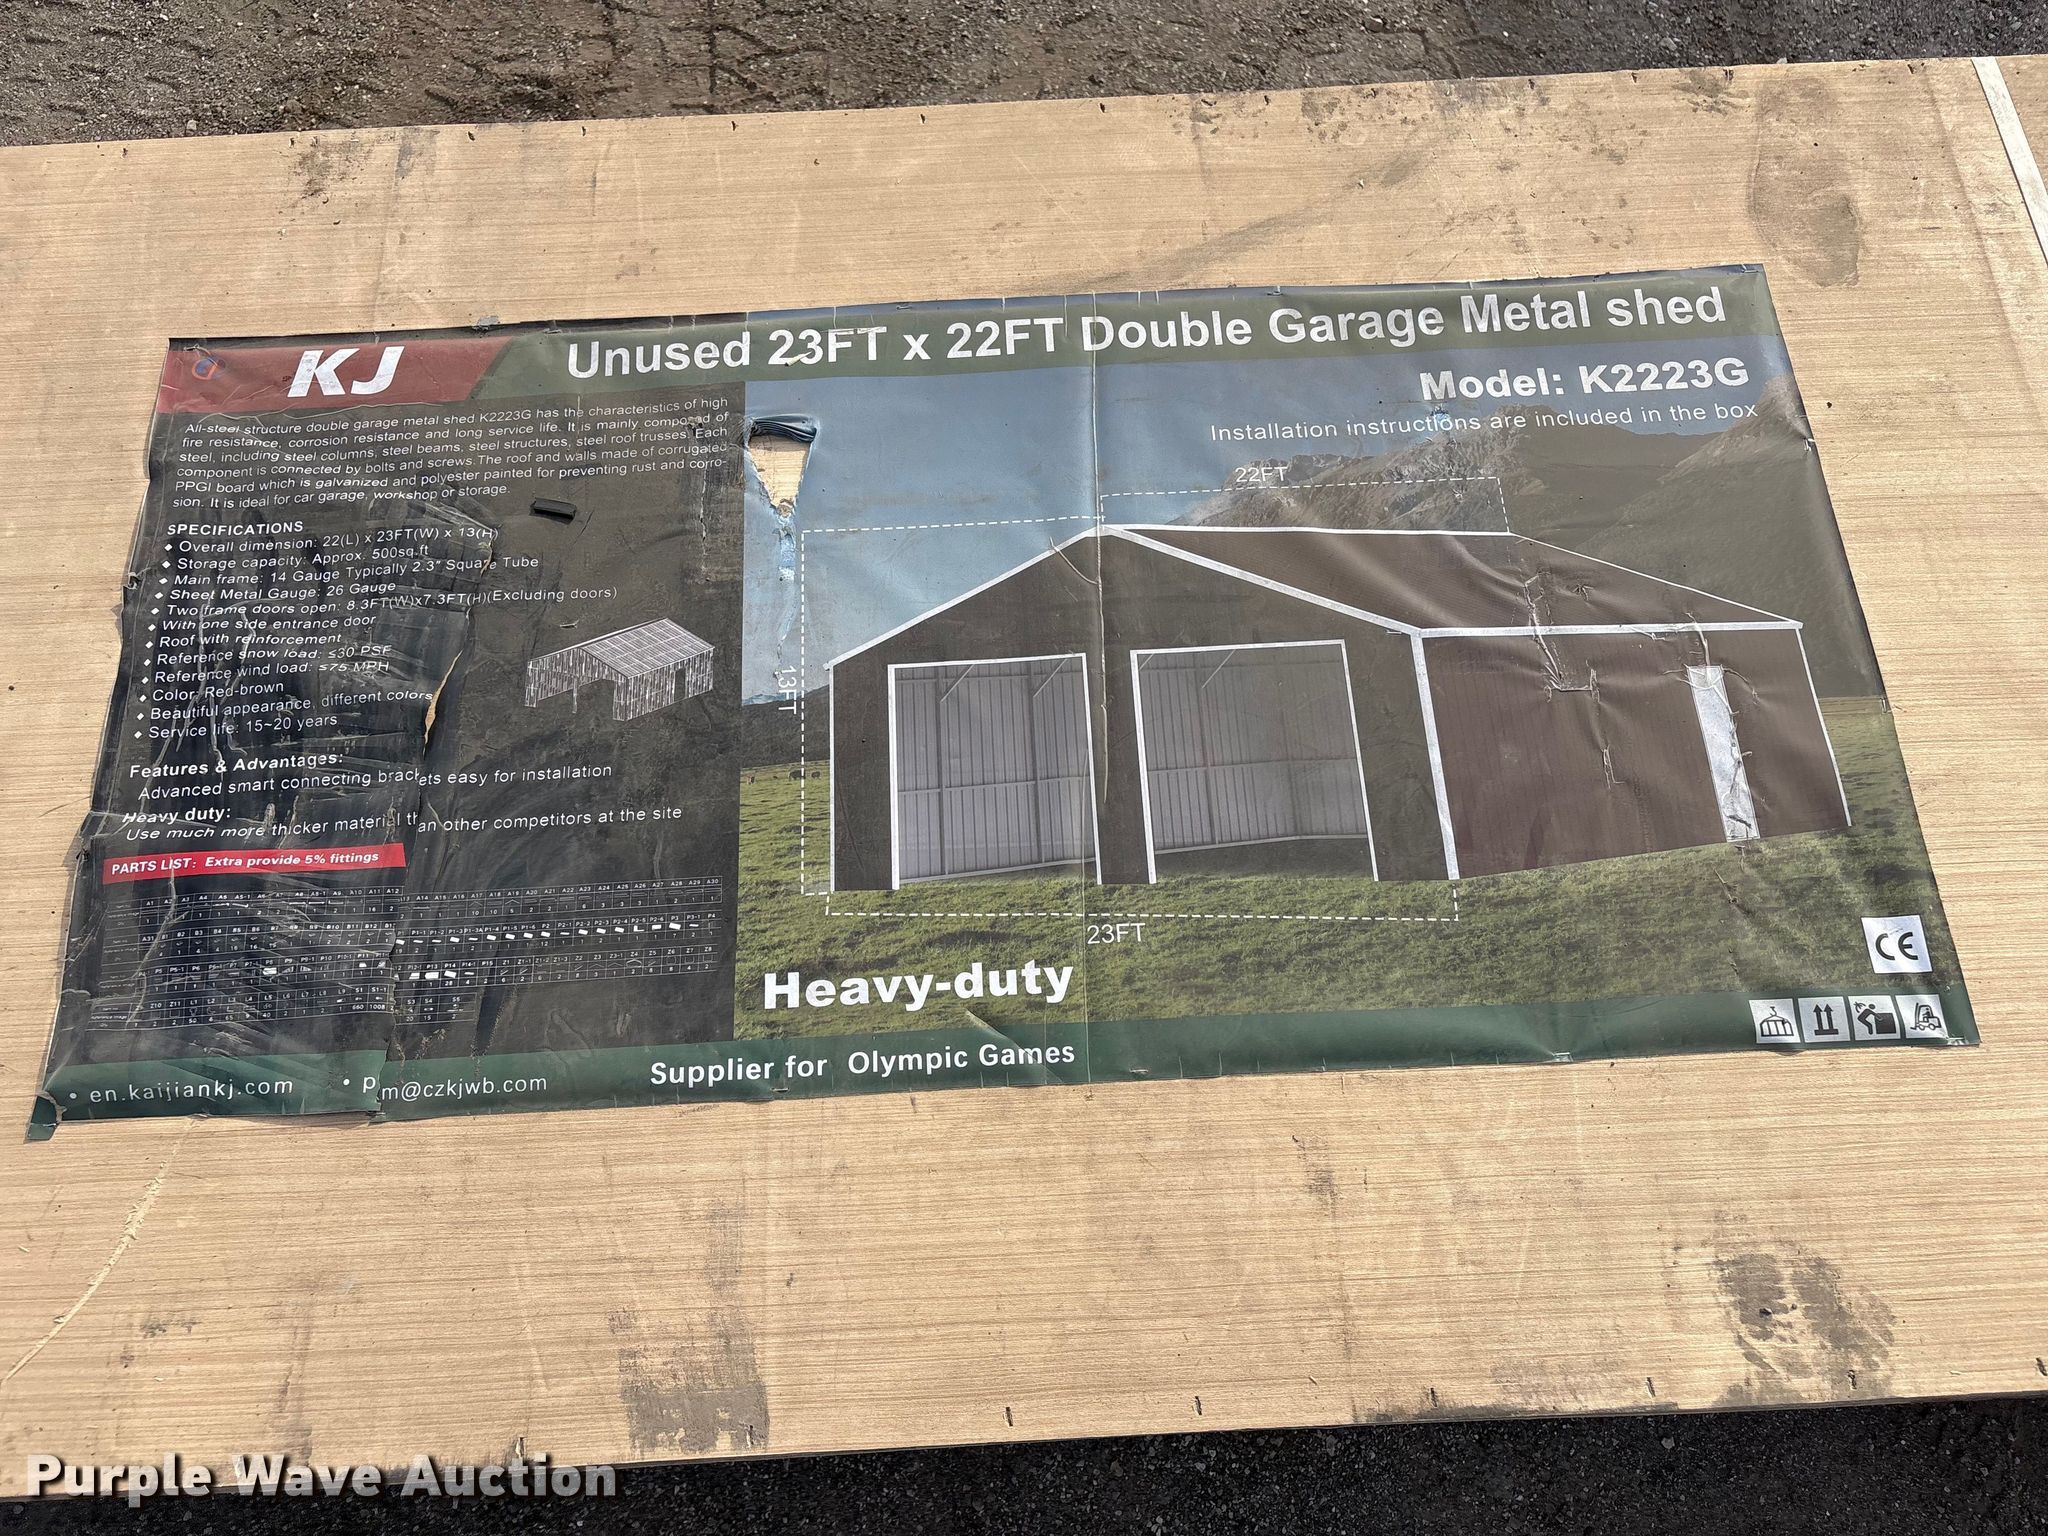 KJ
Unused 23FT x 22FT Double Garage Metal shed
Model: K2223G
Installation instructions are included in the box
All-steel structure double garage metal shed K2223G has the characteristics of high
fire resistance, corrosion resistance and long service life. It is mainly composed of
steel, including steel columns, steel beams, steel structures, steel roof trusses. Each
component is connected by bolts and screws. The roof and walls made of corrugated
PPGI board which is galvanized and polyester painted for preventing rust and corro-
sion. It is ideal for car garage, workshop or storage.
SPECIFICATIONS
◆ Overall dimension: 22(L) x 23FT(W) x 13(H)
◆ Storage capacity: Approx. 500sq.ft
◆ Main frame: 14 Gauge Typically 2.3" Square Tube
◆ Sheet Metal Gauge: 26 Gauge
◆ Two frame doors open: 8.3FT(W)x7.3FT(H)(Excluding doors)
◆ With one side entrance door
◆ Roof with reinforcement
◆ Reference snow load: ≤30 PSF
◆ Reference wind load: ≤75 MPH
◆ Color: Red-brown
◆ Beautiful appearance, different colors
◆ Service life: 15~20 years
Features & Advantages:
Advanced smart connecting brackets easy for installation
Heavy duty:
Use much more thicker material than other competitors at the site
PARTS LIST: Extra provide 5% fittings
22FT
13FT
23FT
Heavy-duty
CE
• en.kaijiankj.com
• pm@czkjwb.com
Supplier for Olympic Games
Purple Wave Auction